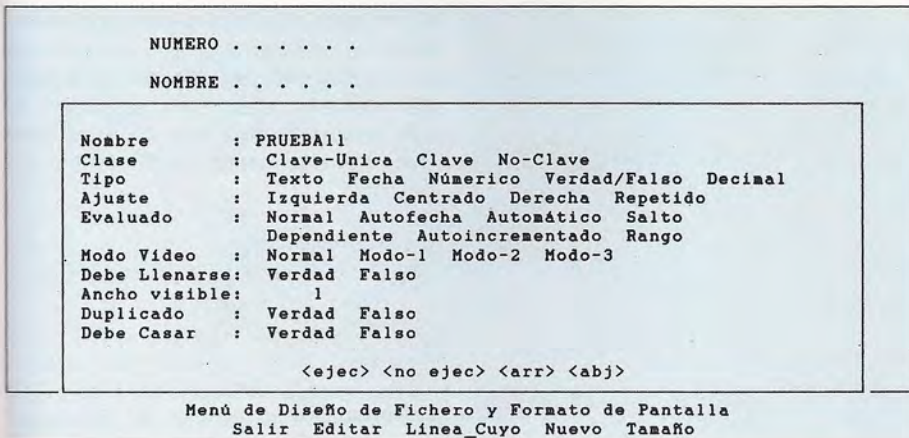 NUMERO . . . . . .
NOMBRE . . . . . .
Nombre : PRUEBA11
Clase : Clave-Unica Clave No-Clave
Tipo : Texto Fecha Númerico Verdad/Falso Decimal
Ajuste : Izquierda Centrado Derecha Repetido
Evaluado : Normal Autofecha Automático Salto
Dependiente Autoincrementado Rango
Modo Vídeo : Normal Modo-1 Modo-2 Modo-3
Debe Llenarse: Verdad Falso
Ancho visible: 1
Duplicado : Verdad Falso
Debe Casar : Verdad Falso
<ejec> <no ejec> <arr> <abj>
Menú de Diseño de Fichero y Formato de Pantalla
Salir Editar Linea_Cuyo Nuevo Tamaño